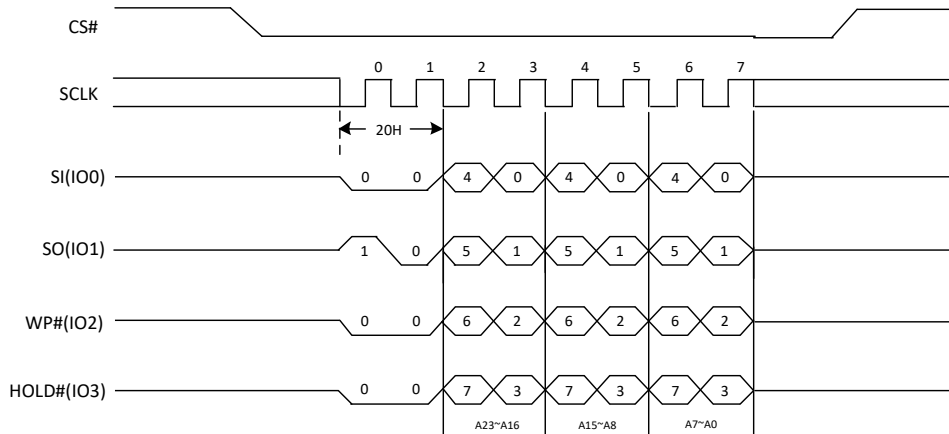 CS#
0 1 2 3 4 5 6 7
SCLK
20H
SI(IO0) 0 0 4 0 4 0 4 0
SO(IO1) 1 0 5 1 5 1 5 1
WP#(IO2) 0 0 6 2 6 2 6 2
HOLD#(IO3) 0 0 7 3 7 3 7 3
A23~A16 A15~A8 A7~A0